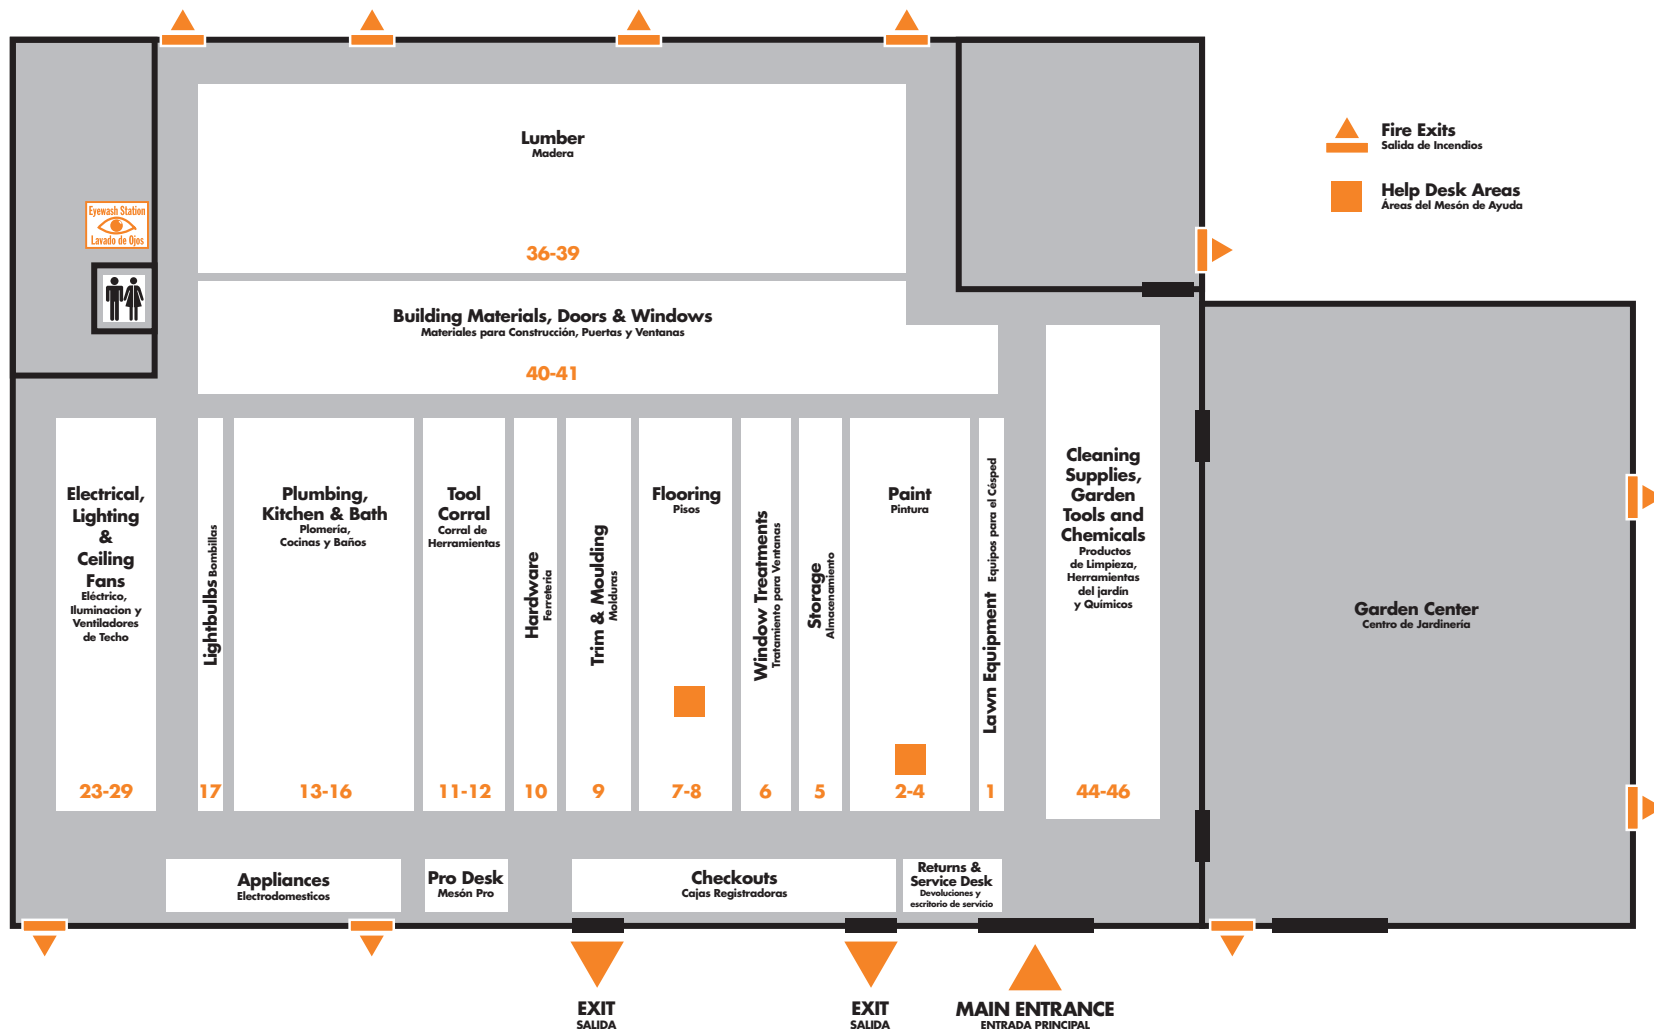 Fire Exits
Salida de Incendios
Help Desk Areas
Áreas del Mesón de Ayuda
Lumber
Madera
36-39
Eyewash Station
Lavado de Ojos
Building Materials, Doors & Windows
Materiales para Construcción, Puertas y Ventanas
40-41
Electrical,
Lighting
&
Ceiling
Fans
Eléctrico,
Iluminacion y
Ventiladores
de Techo
23-29
Lightbulbs Bombillas
17
Plumbing,
Kitchen & Bath
Plomería,
Cocinas y Baños
13-16
Tool
Corral
Corral de
Herramientas
11-12
Hardware
Ferretería
10
Trim & Moulding
Molduras
9
Flooring
Pisos
7-8
Window Treatments
Tratamiento para Ventanas
6
Storage
Almacenamiento
5
Paint
Pintura
2-4
Lawn Equipment Equipos para el Césped
1
Cleaning
Supplies,
Garden
Tools and
Chemicals
Productos
de Limpieza,
Herramientas
del jardín
y Químicos
44-46
Garden Center
Centro de Jardinería
Appliances
Electrodomesticos
Pro Desk
Mesón Pro
Checkouts
Cajas Registradoras
Returns &
Service Desk
Devoluciones y
escritorio de servicio
EXIT
SALIDA
EXIT
SALIDA
MAIN ENTRANCE
ENTRADA PRINCIPAL